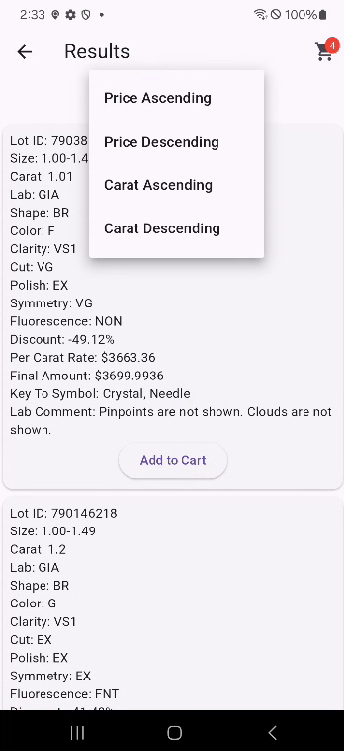 2:33
100%
Results
4
Price Ascending
Price Descending
Carat Ascending
Carat Descending
Lot ID: 79038
Size: 1.00-1.4
Carat 1.01
Lab: GIA
Shape: BR
Color: F
Clarity: VS1
Cut: VG
Polish: EX
Symmetry: VG
Fluorescence: NON
Discount: -49.12%
Per Carat Rate: $3663.36
Final Amount: $3699.9936
Key To Symbol: Crystal, Needle
Lab Comment: Pinpoints are not shown. Clouds are not
shown.
Add to Cart
Lot ID: 790146218
Size: 1.00-1.49
Carat 1.2
Lab: GIA
Shape: BR
Color: G
Clarity: VS1
Cut: EX
Polish: EX
Symmetry: EX
Fluorescence: FNT